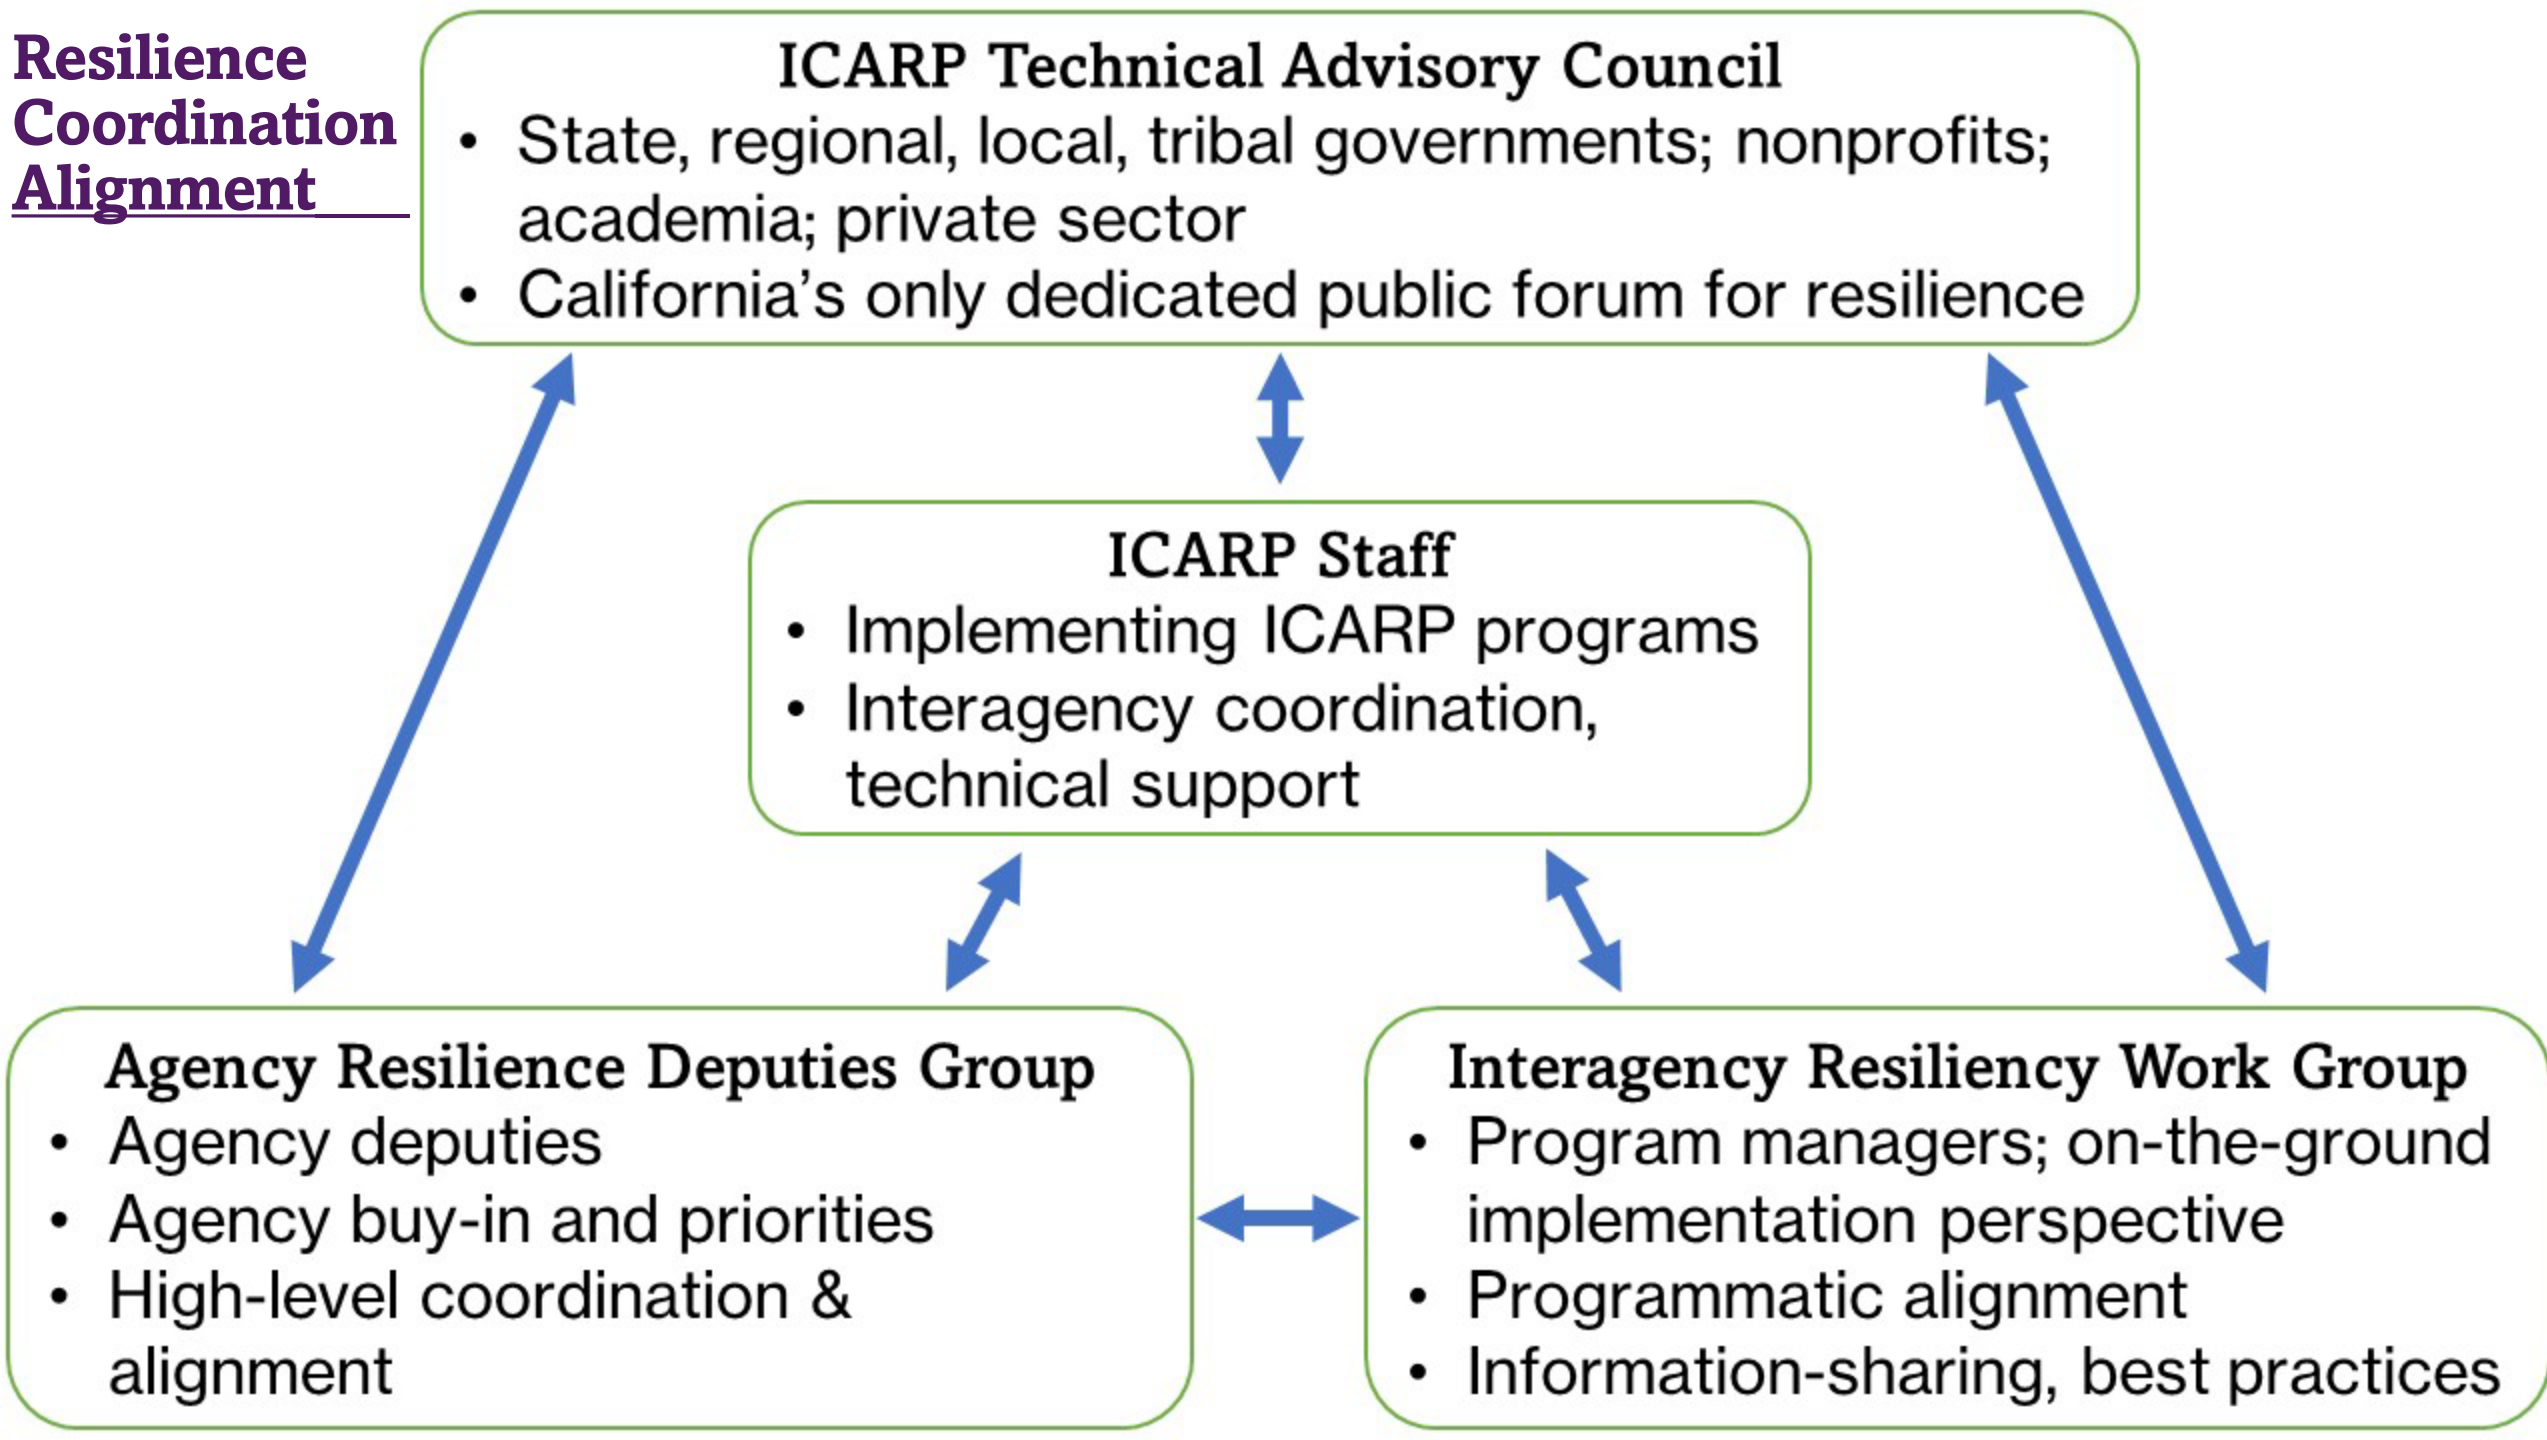 Resilience
Coordination
Alignment
ICARP Technical Advisory Council
• State, regional, local, tribal governments; nonprofits;
academia; private sector
• California’s only dedicated public forum for resilience
ICARP Staff
• Implementing ICARP programs
• Interagency coordination,
technical support
Agency Resilience Deputies Group
• Agency deputies
• Agency buy-in and priorities
• High-level coordination &
alignment
Interagency Resiliency Work Group
• Program managers; on-the-ground
implementation perspective
• Programmatic alignment
• Information-sharing, best practices